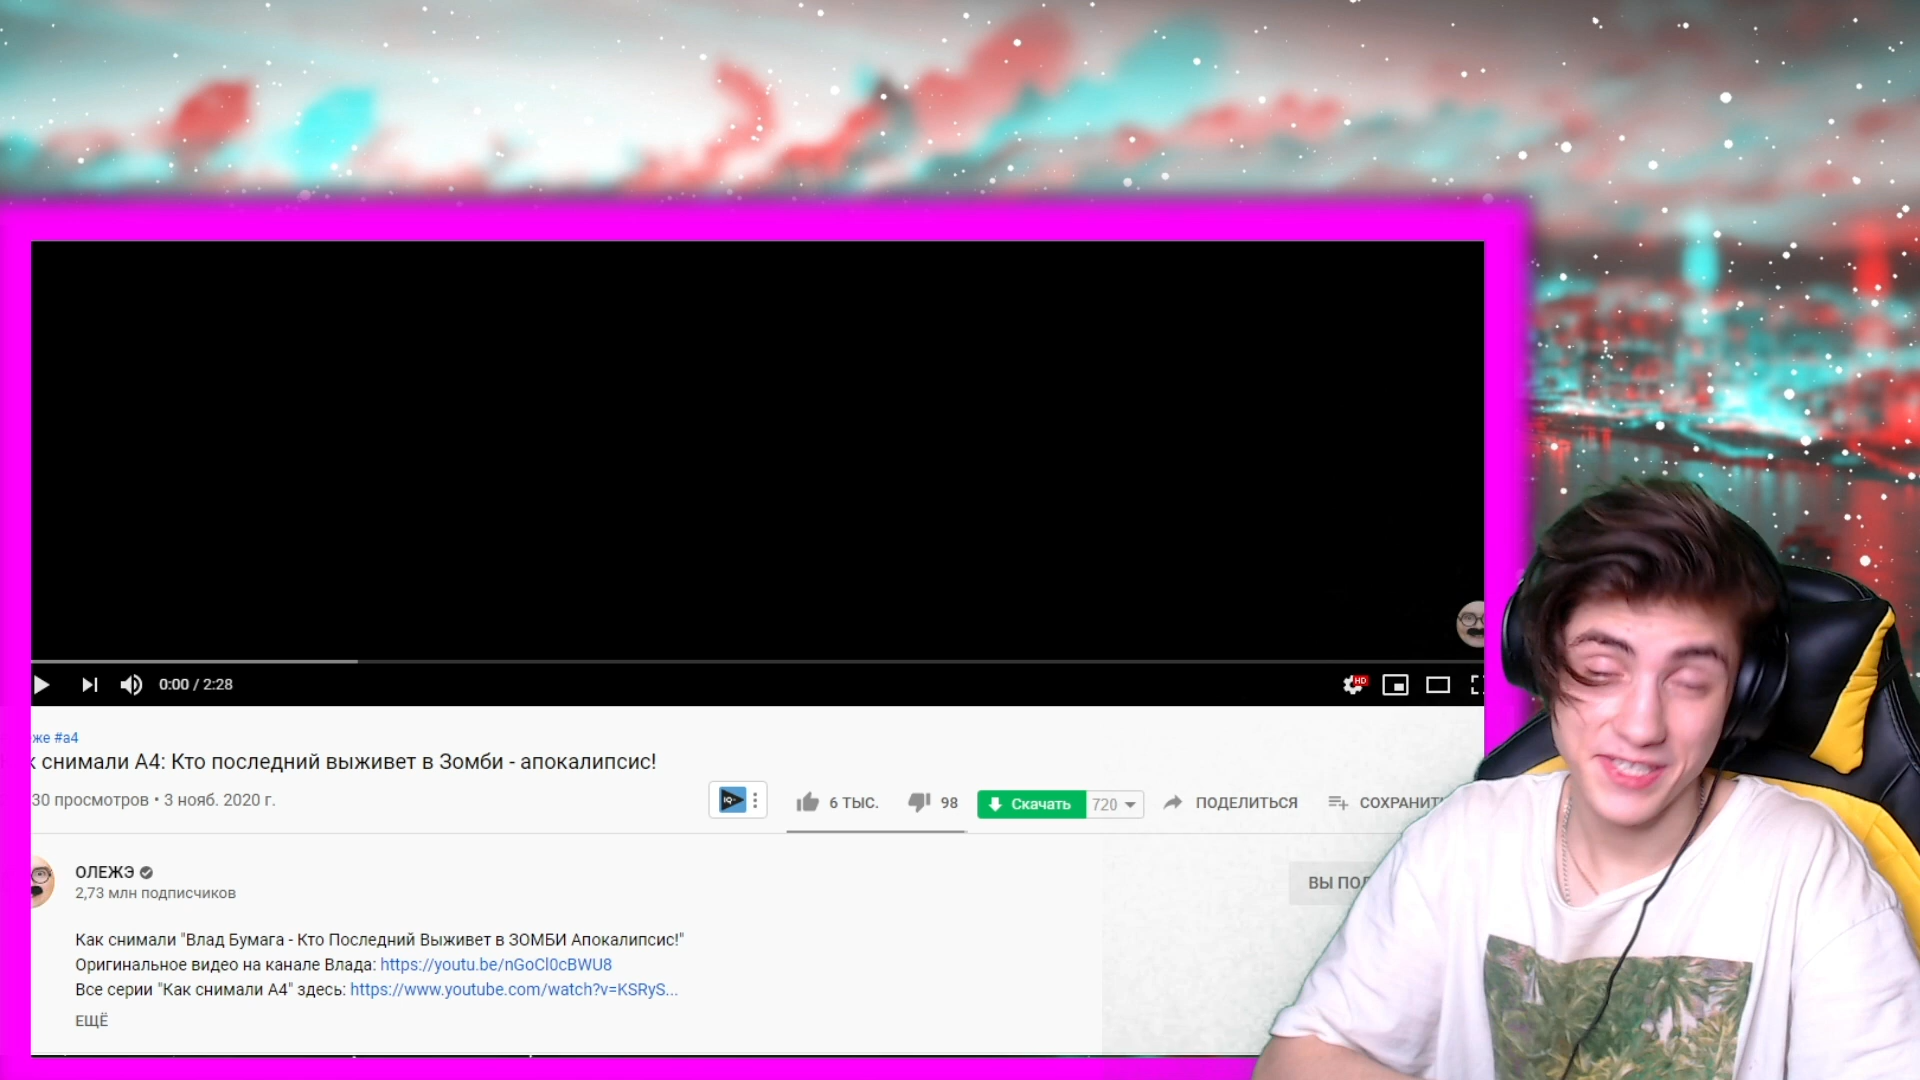 0:00 / 2:28
HD
же #a4
к снимали А4: Кто последний выживет в Зомби - апокалипсис!
30 просмотров • 3 нояб. 2020 г.
IQ
6 ТЫС.
98
Скачать
720
ПОДЕЛИТЬСЯ
СОХРАНИТЬ
ОЛЕЖЭ
2,73 млн подписчиков
ВЫ ПОД
Как снимали "Влад Бумага - Кто Последний Выживет в ЗОМБИ Апокалипсис!"
Оригинальное видео на канале Влада: https://youtu.be/nGoCl0cBWU8
Все серии "Как снимали А4" здесь: https://www.youtube.com/watch?v=KSRyS...
ЕЩЁ